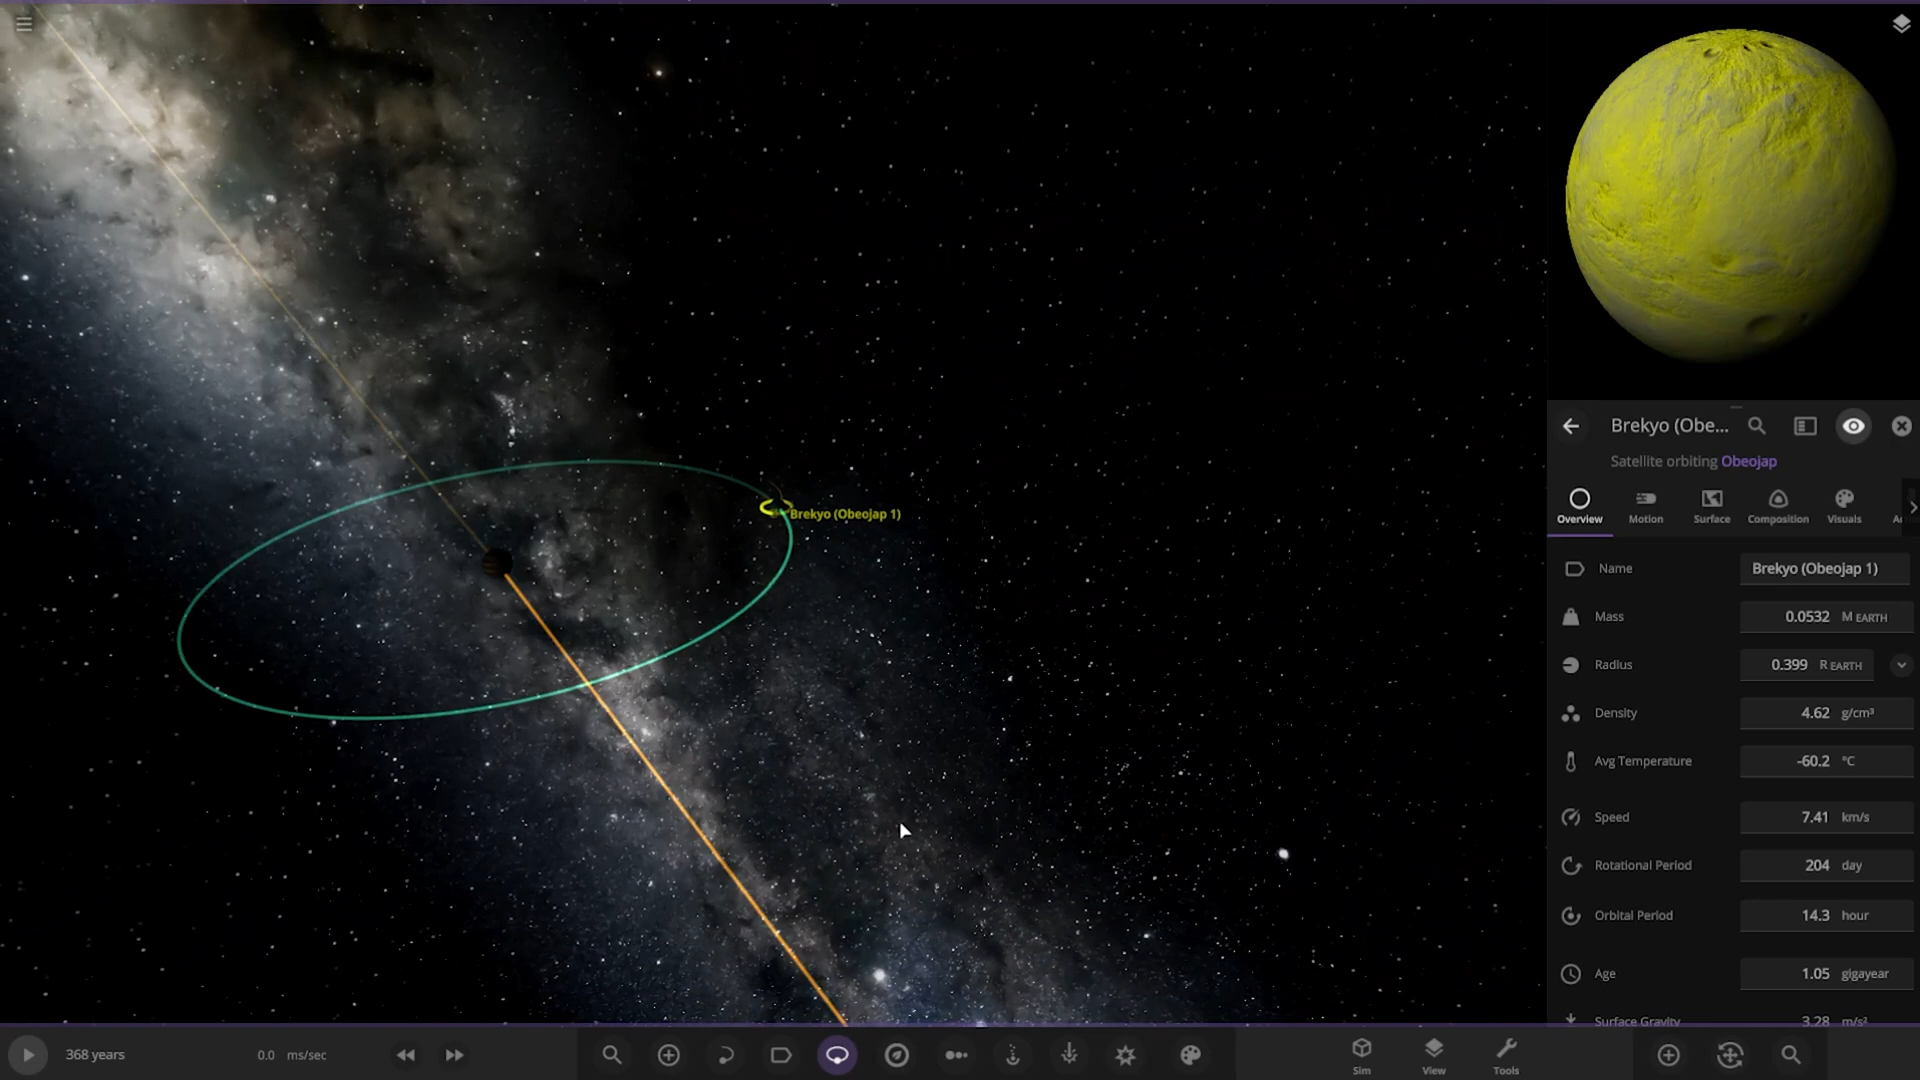 Brekyo (Obeojap 1)
Brekyo (Obe...
Satellite orbiting Obeojap
Overview Motion Surface Composition Visuals
Name Brekyo (Obeojap 1)
Mass 0.0532 M EARTH
Radius 0.399 R EARTH
Density 4.62 g/cm³
Avg Temperature -60.2 °C
Speed 7.41 km/s
Rotational Period 204 day
Orbital Period 14.3 hour
Age 1.05 gigayear
Surface Gravity 3.28 m/s²
368 years 0.0 ms/sec
Sim View Tools